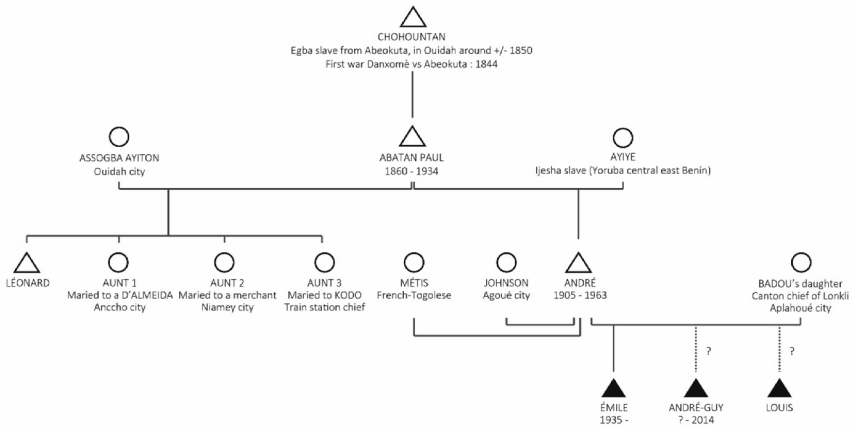 CHOHOUNTAN
Egba slave from Abeokuta, in Ouidah around +/- 1850
First war Danxomè vs Abeokuta : 1844
ASSOGBA AYITON
Ouidah city
ABATAN PAUL
1860 - 1934
AYIYE
Ijesha slave (Yoruba central east Benin)
LÉONARD
AUNT 1
Maried to a D'ALMEIDA
Anccho city
AUNT 2
Maried to a merchant
Niamey city
AUNT 3
Maried to KODO
Train station chief
MÉTIS
French-Togolese
JOHNSON
Agoué city
ANDRÉ
1905 - 1963
BADOU's daughter
Canton chief of Lonkli
Aplahoué city
?
?
ÉMILE
1935 -
ANDRÉ-GUY
? - 2014
LOUIS